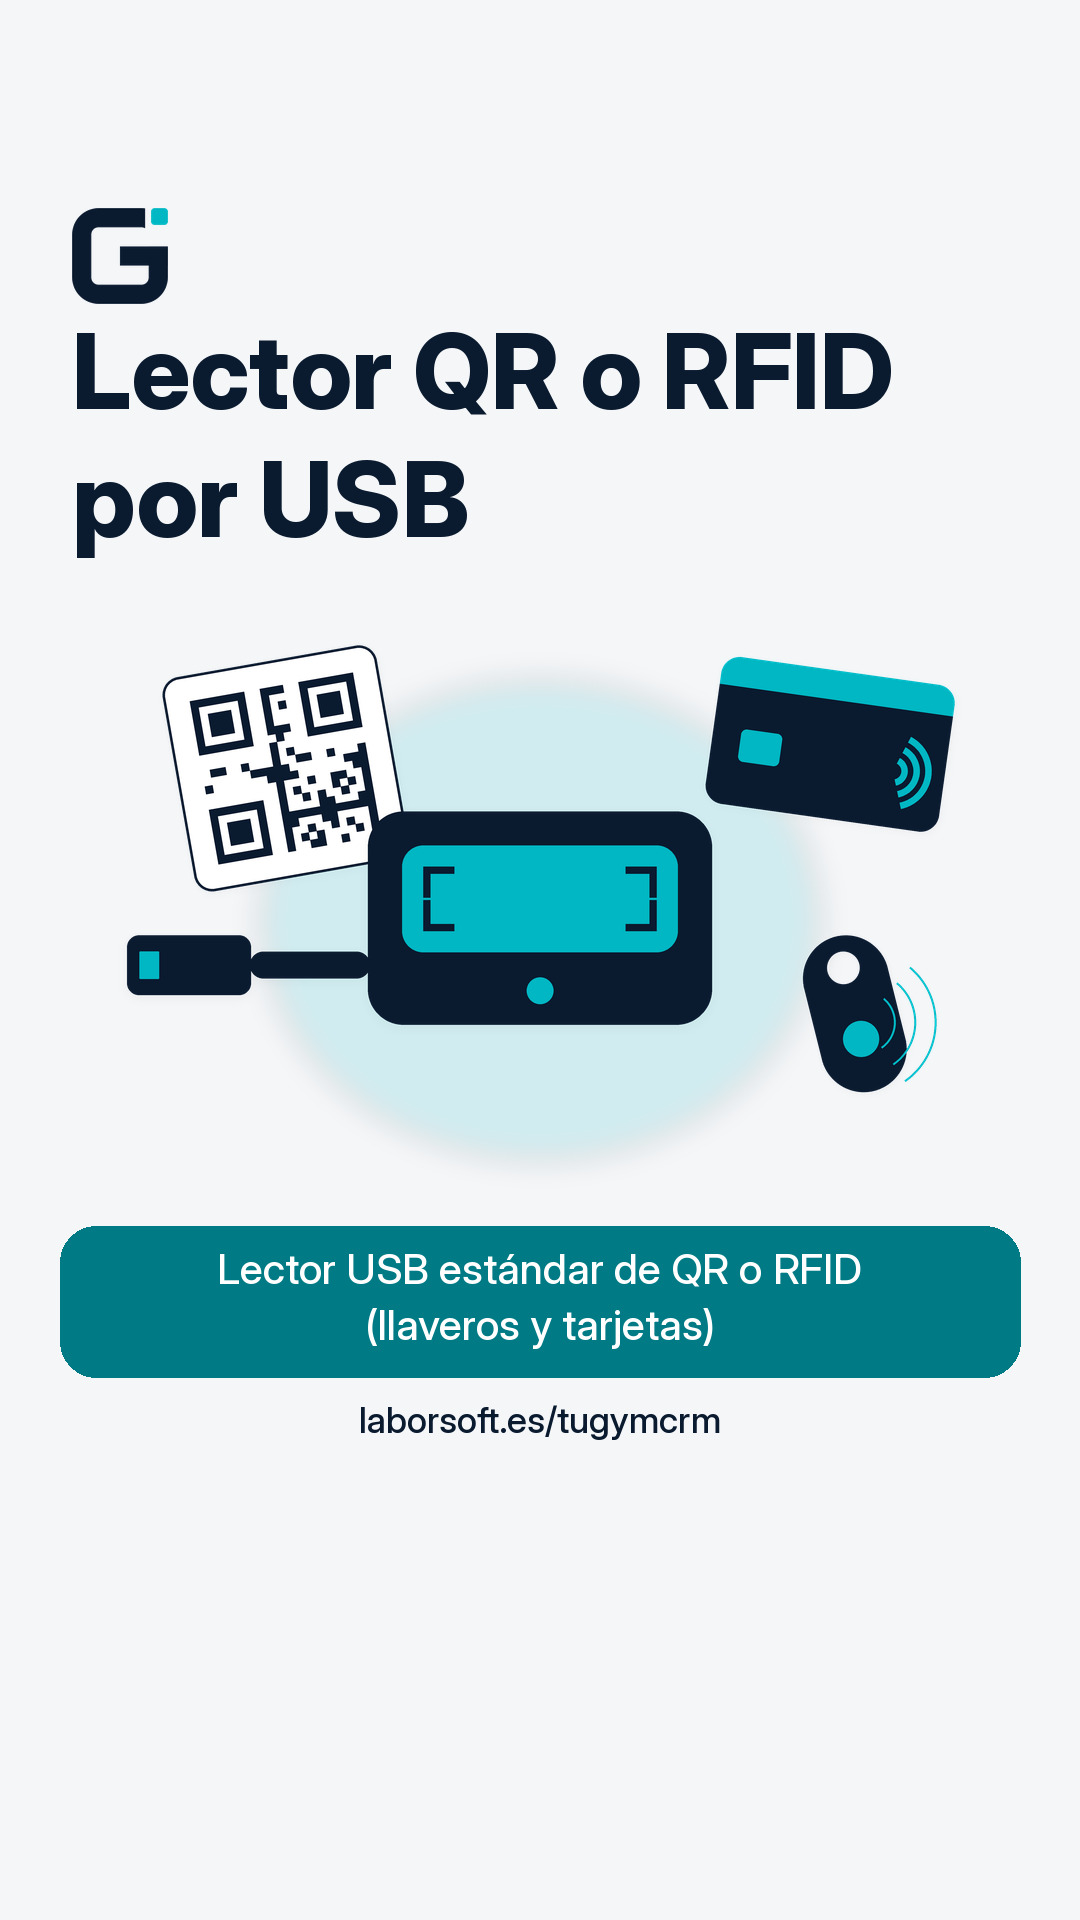 Lector QR o RFID
por USB
Lector USB estándar de QR o RFID
(llaveros y tarjetas)
laborsoft.es/tugymcrm